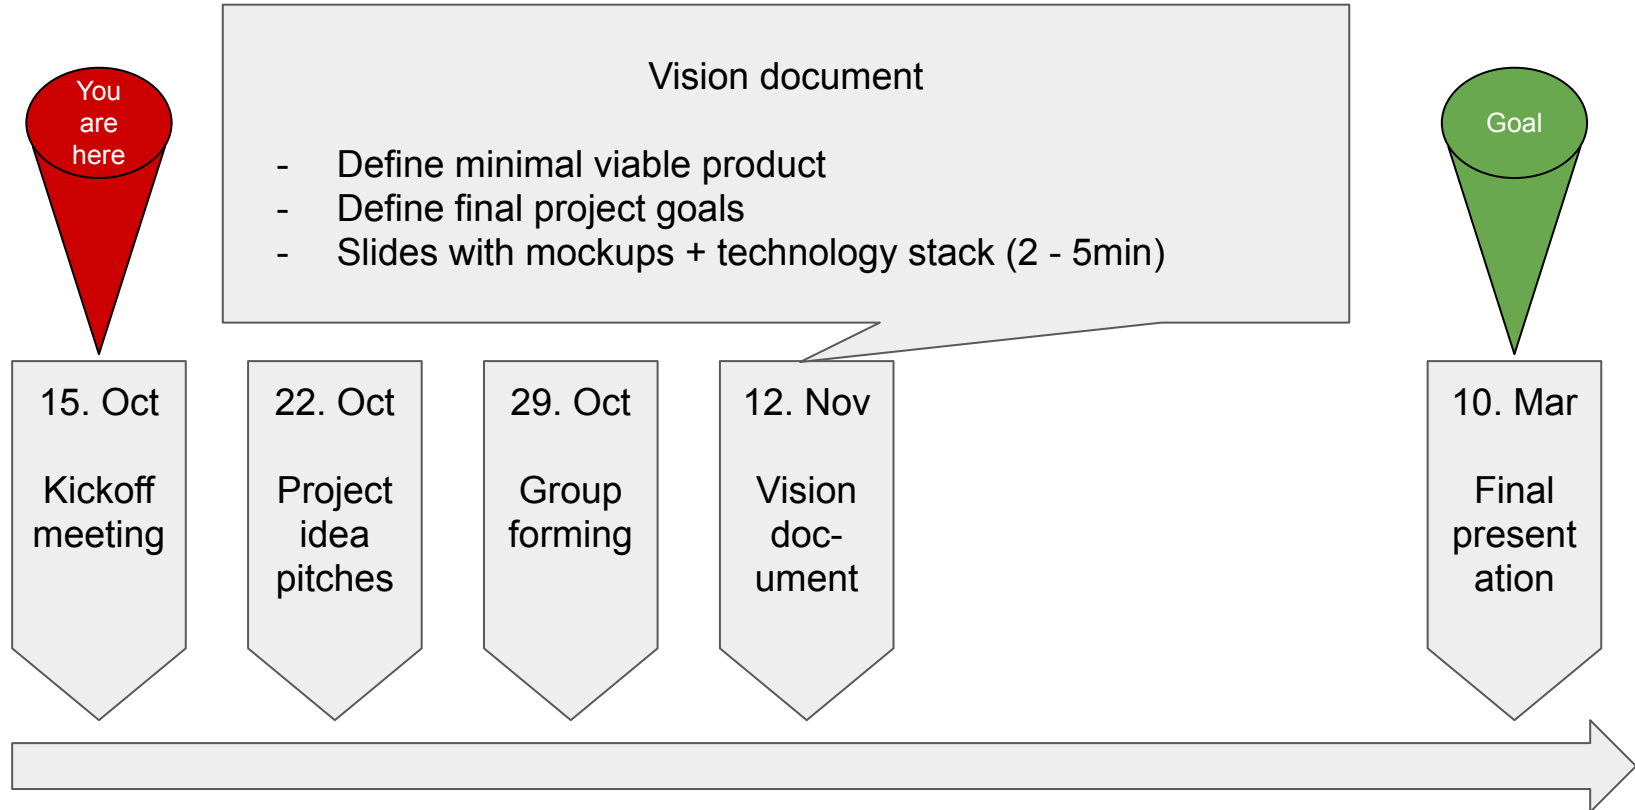 You
are
here
Vision document
- Define minimal viable product
- Define final project goals
- Slides with mockups + technology stack (2 - 5min)
Goal
15. Oct
Kickoff
meeting
22. Oct
Project
idea
pitches
29. Oct
Group
forming
12. Nov
Vision
doc-
ument
10. Mar
Final
present
ation